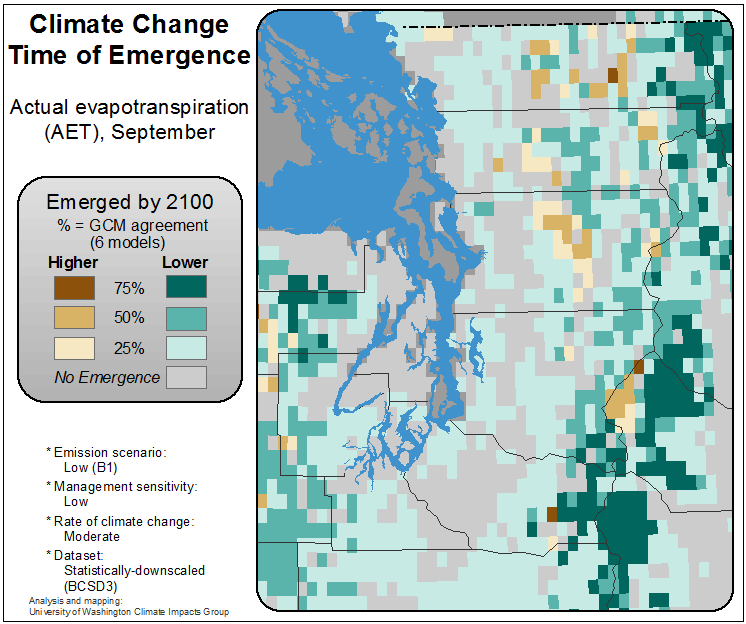 Climate Change
Time of Emergence
Actual evapotranspiration
(AET), September
Emerged by 2100
% = GCM agreement
(6 models)
Higher Lower
75%
50%
25%
No Emergence
* Emission scenario:
Low (B1)
* Management sensitivity:
Low
* Rate of climate change:
Moderate
* Dataset:
Statistically-downscaled
(BCSD3)
Analysis and mapping:
University of Washington Climate Impacts Group